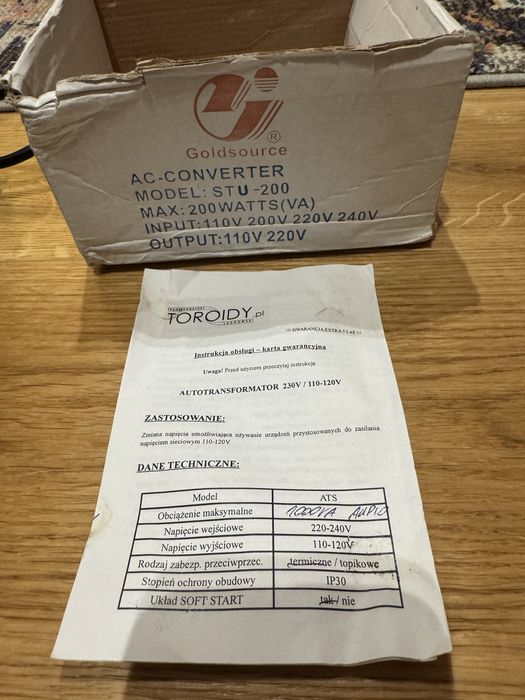 ®
Goldsource
AC-CONVERTER
MODEL: STU-200
MAX: 200WATTS(VA)
INPUT:110V 200V 220V 240V
OUTPUT:110V 220V
TRANSFORMATORY
TOROIDY.pl
LACHOWSKI
!!! GWARANCJA EXTRA 5 LAT !!!
Instrukcja obsługi – karta gwarancyjna
Uwaga! Przed użyciem przeczytaj instrukcję.
AUTOTRANSFORMATOR 230V / 110-120V
ZASTOSOWANIE:
Zmiana napięcia umożliwiająca używanie urządzeń przystosowanych do zasilania
napięciem sieciowym 110-120V.
DANE TECHNICZNE:
Model ATS
Obciążenie maksymalne 1000VA AUDIO
Napięcie wejściowe 220-240V
Napięcie wyjściowe 110-120V
Rodzaj zabezp. przeciwprzec. termiczne / topikowe
Stopień ochrony obudowy IP30
Układ SOFT START tak / nie